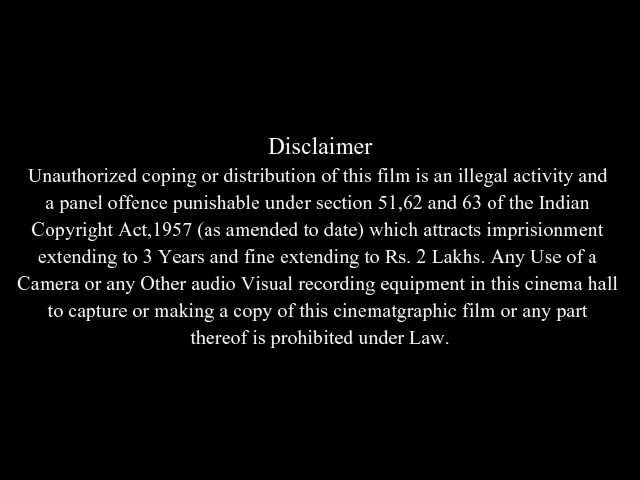 Disclaimer
Unauthorized coping or distribution of this film is an illegal activity and
a panel offence punishable under section 51,62 and 63 of the Indian
Copyright Act,1957 (as amended to date) which attracts imprisionment
extending to 3 Years and fine extending to Rs. 2 Lakhs. Any Use of a
Camera or any Other audio Visual recording equipment in this cinema hall
to capture or making a copy of this cinematgraphic film or any part
thereof is prohibited under Law.